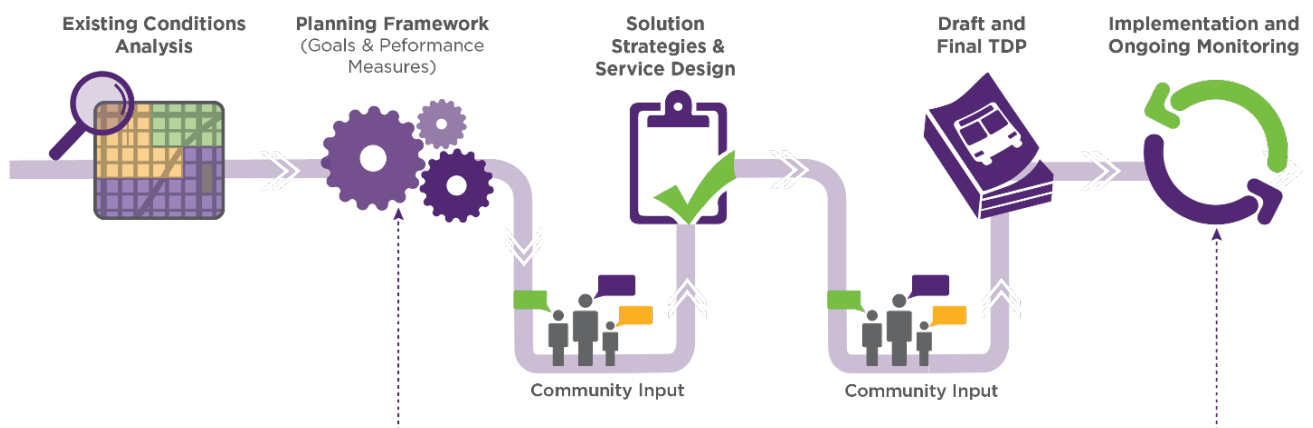 Existing Conditions
Analysis
Planning Framework
(Goals & Peformance
Measures)
Solution
Strategies &
Service Design
Draft and
Final TDP
Implementation and
Ongoing Monitoring
Community Input
Community Input